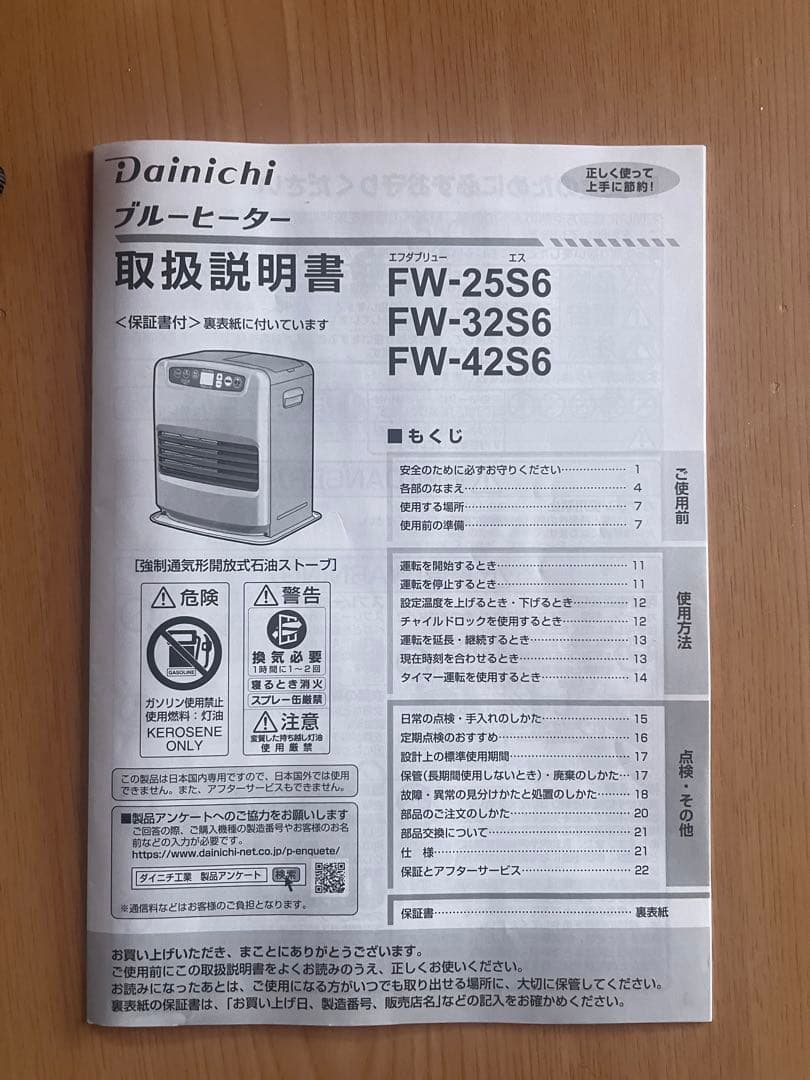 Dainichi
ブルーヒーター
正しく使って
上手に節約!
取扱説明書
<保証書付>裏表紙に付いています
エフダブリュー エス
FW-25S6
FW-32S6
FW-42S6
[強制通気形開放式石油ストーブ]
危険
GASOLINE
ガソリン使用禁止
使用燃料:灯油
KEROSENE
ONLY
警告
換気必要
1時間に1~2回
寝るとき消火
スプレー缶厳禁
注意
変質した持ち越し灯油
使用厳禁
この製品は日本国内専用ですので、日本国外では使用
できません。また、アフターサービスもできません。
■製品アンケートへのご協力をお願いします
ご回答の際、ご購入機種の製造番号やお客様のお名
前などの入力が必要です。
https://www.dainichi-net.co.jp/p-enquete/
ダイニチ工業 製品アンケート 検索
※通信料などはお客様のご負担となります。
■もくじ
ご使用前
安全のために必ずお守りください………………1
各部のなまえ………………4
使用する場所………………7
使用前の準備………………7
使用方法
運転を開始するとき………………11
運転を停止するとき………………11
設定温度を上げるとき・下げるとき………12
チャイルドロックを使用するとき…………12
運転を延長・継続するとき………………13
現在時刻を合わせるとき………………13
タイマー運転を使用するとき……………14
点検・その他
日常の点検・手入れのしかた……………15
定期点検のおすすめ………………16
設計上の標準使用期間………………17
保管(長期間使用しないとき)・廃棄のしかた…17
故障・異常の見分けかたと処置のしかた………18
部品のご注文のしかた………………20
部品交換について………………21
仕 様………………21
保証とアフターサービス………………22
保証書………………裏表紙
お買い上げいただき、まことにありがとうございます。
ご使用前にこの取扱説明書をよくお読みのうえ、正しくお使いください。
お読みになったあとは、ご使用になる方がいつでも取り出せる場所に、大切に保管してください。
裏表紙の保証書は、「お買い上げ日、製造番号、販売店名」などの記入をお確かめください。